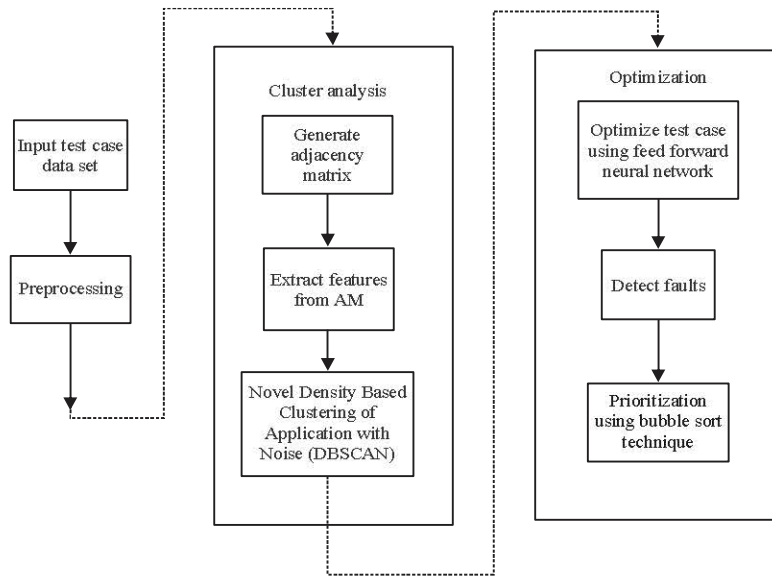 Input test case
data set
Preprocessing
Cluster analysis
Generate
adjacency
matrix
Extract features
from AM
Novel Density Based
Clustering of
Application with
Noise (DBSCAN)
Optimization
Optimize test case
using feed forward
neural network
Detect faults
Prioritization
using bubble sort
technique